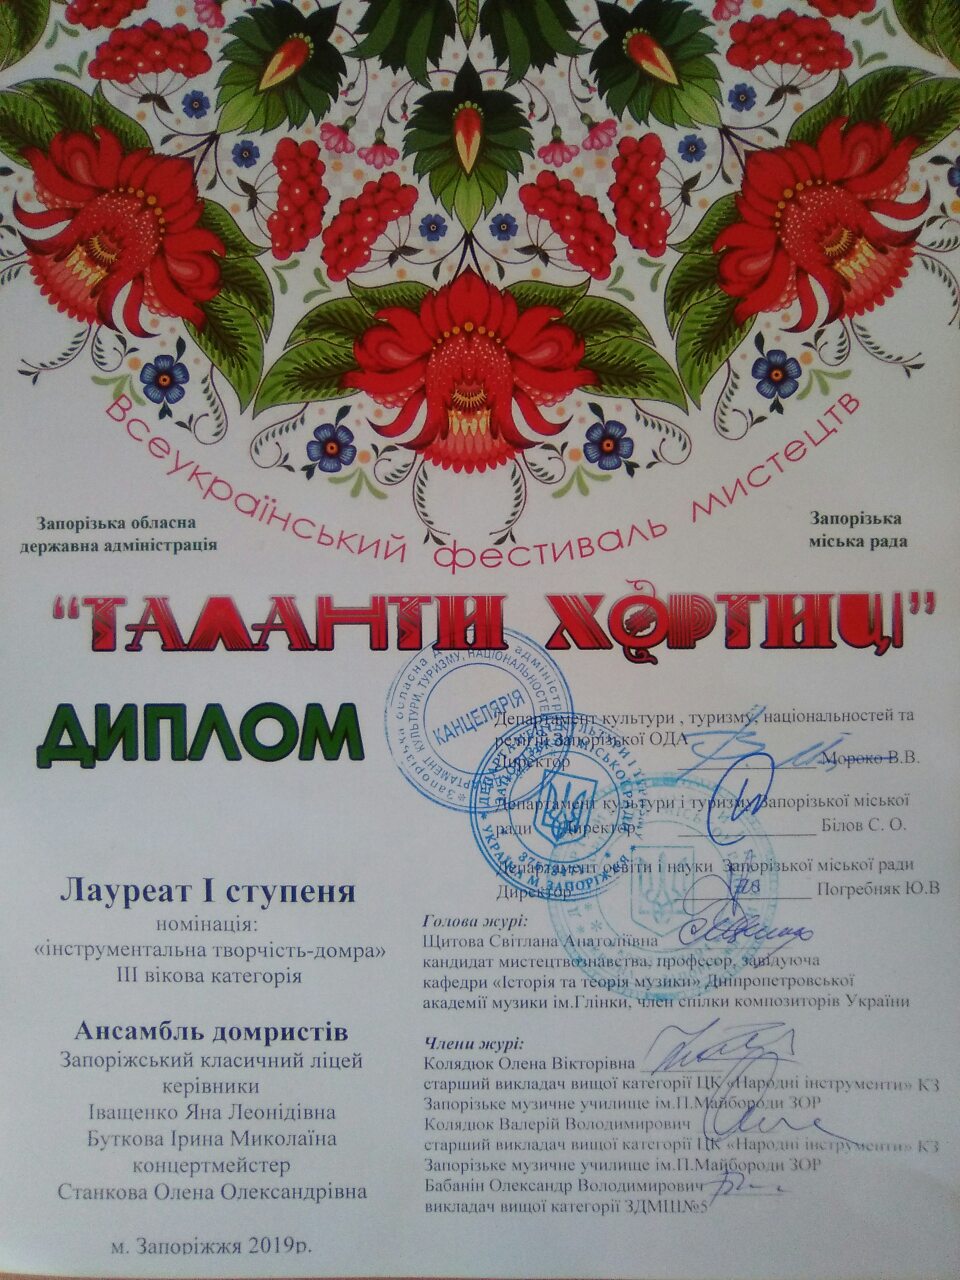 Всеукраїнський фестиваль мистецтв
Запорізька обласна
державна адміністрація
Запорізька
міська рада
“ТАЛАНТИ ХОРТИЦІ”
ДИПЛОМ
КАНЦЕЛЯРІЯ
Департамент культури , туризму, національностей та
релігій Запорізької ОДА
Директор Мороко В.В.
Департамент культури і туризму Запорізької міської
ради Директор Білов С. О.
Департамент освіти і науки Запорізької міської ради
Директор Погребняк Ю.В
Лауреат І ступеня
номінація:
«інструментальна творчість-домра»
ІІІ вікова категорія
Ансамбль домристів
Запоріжський класичний ліцей
керівники
Іващенко Яна Леонідівна
Буткова Ірина Миколаїна
концертмейстер
Станкова Олена Олександрівна
м. Запоріжжя 2019р.
Голова журі:
Щитова Світлана Анатоліївна
кандидат мистецтвознавства, професор, завідуюча
кафедри «Історія та теорія музики» Дніпропетровської
академії музики ім.Глінки, член спілки композиторів України
Члени журі:
Колядюк Олена Вікторівна
старший викладач вищої категорії ЦК «Народні інструменти» КЗ
Запорізьке музичне училище ім.П.Майбороди ЗОР
Колядюк Валерій Володимирович
старший викладач вищої категорії ЦК «Народні інструменти» КЗ
Запорізьке музичне училище ім.П.Майбороди ЗОР
Бабанін Олександр Володимирович
викладач вищої категорії ЗДМШ№5